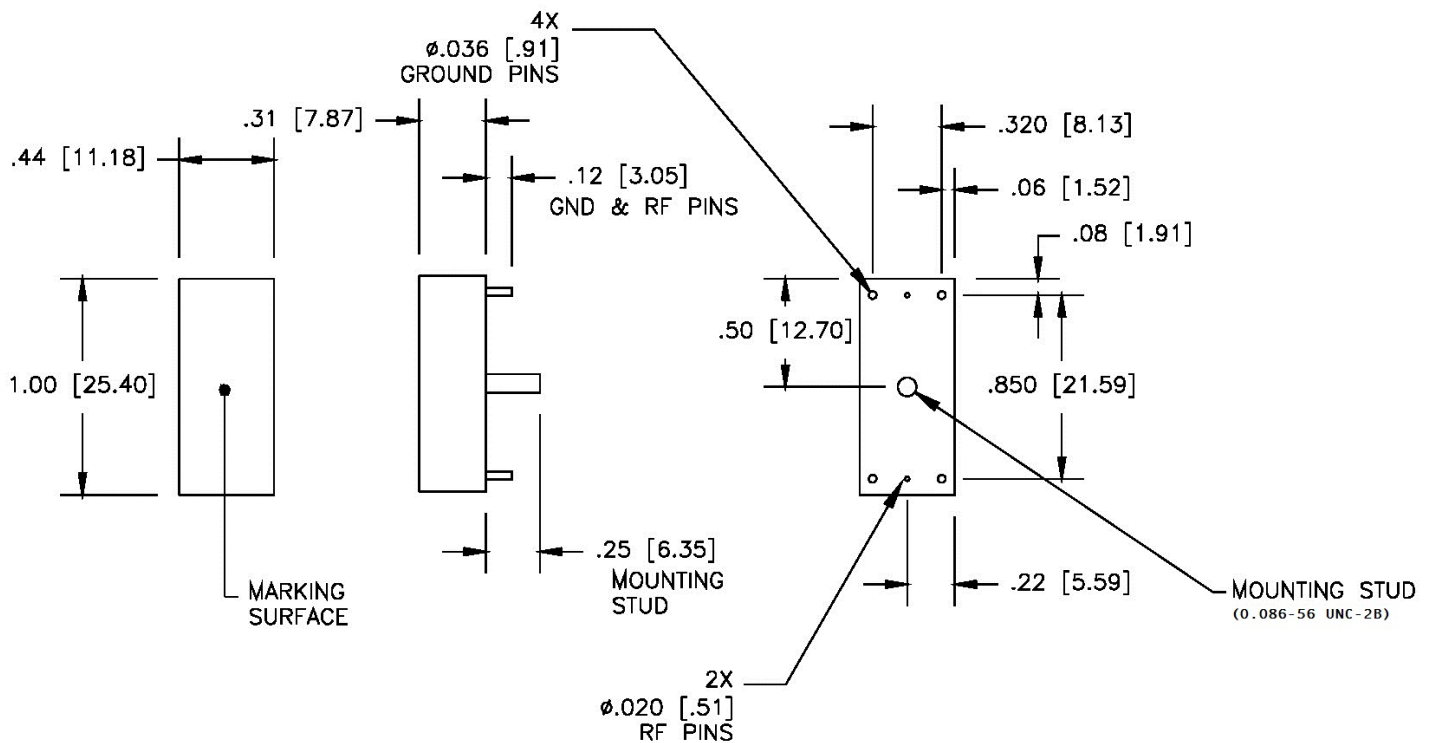 4X
ø.036 [.91]
GROUND PINS
.31 [7.87]
.44 [11.18]
.12 [3.05]
GND & RF PINS
.320 [8.13]
.06 [1.52]
.08 [1.91]
.50 [12.70]
1.00 [25.40]
.850 [21.59]
.25 [6.35]
MOUNTING
STUD
.22 [5.59]
MARKING
SURFACE
MOUNTING STUD
(0.086-56 UNC-2B)
2X
ø.020 [.51]
RF PINS